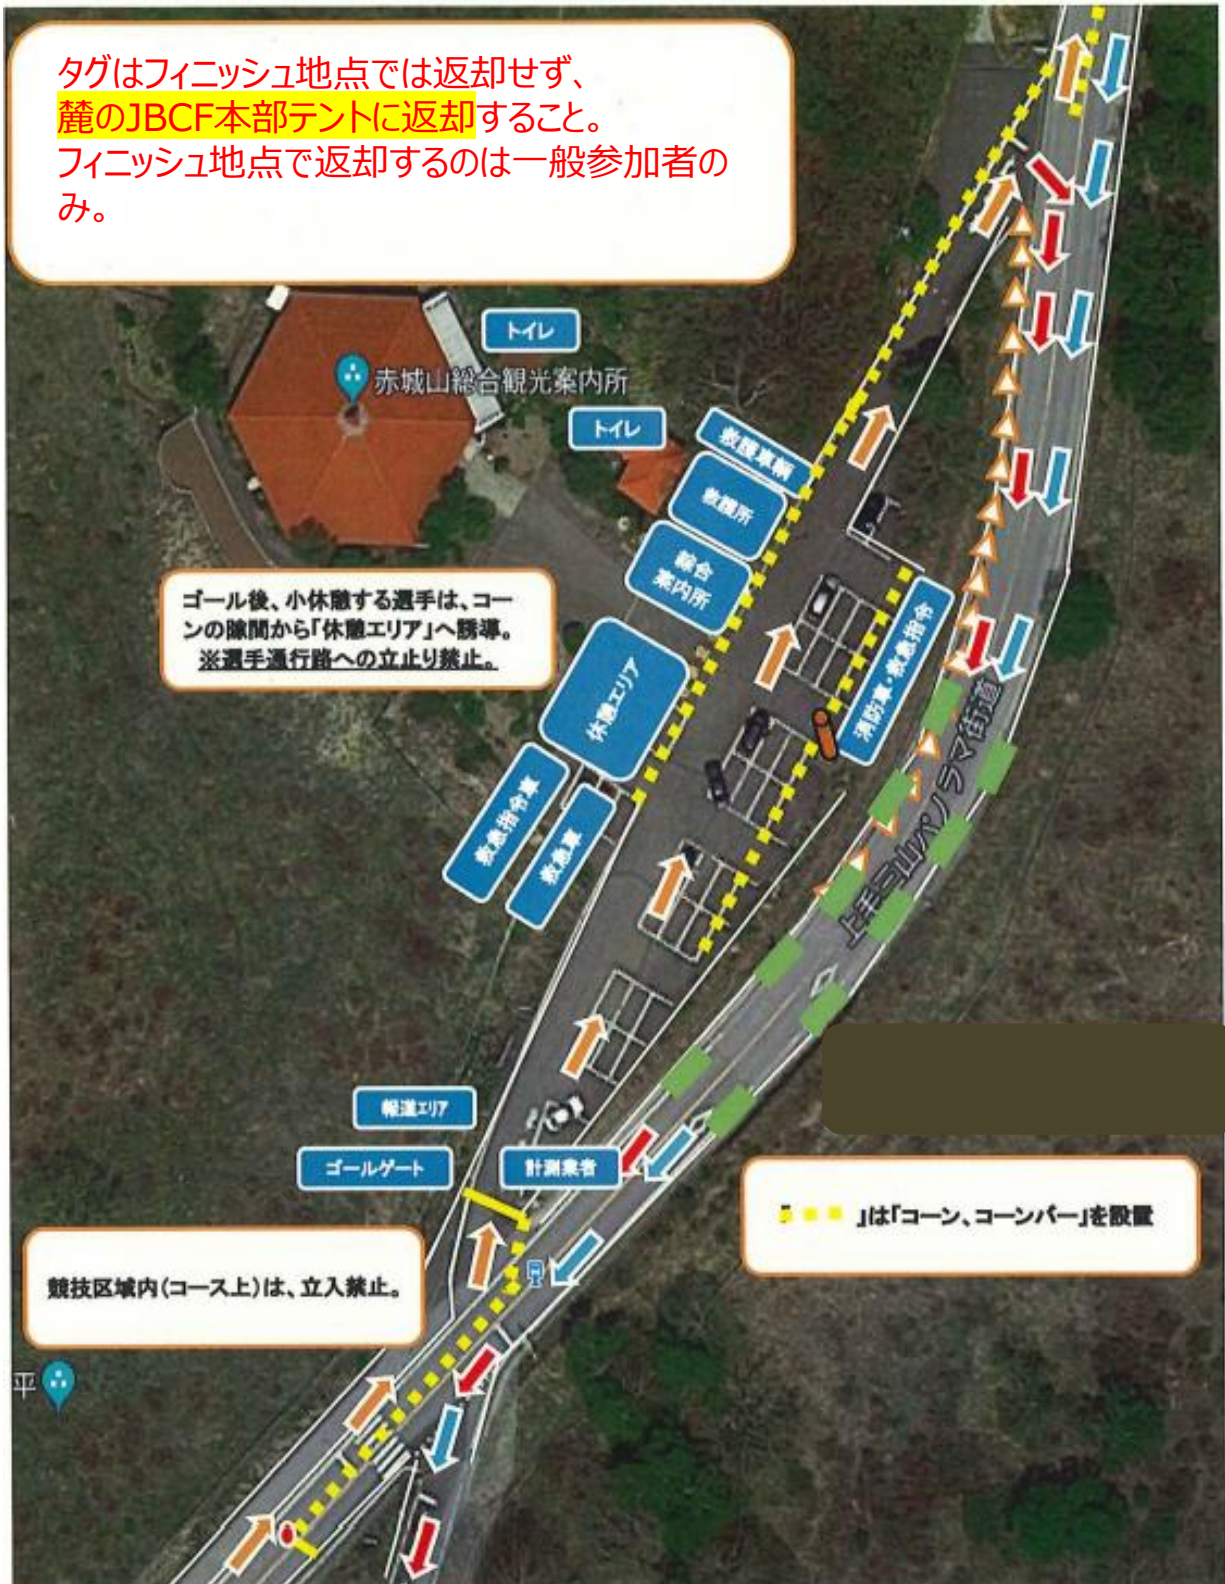 タグはフィニッシュ地点では返却せず、
麓のJBCF本部テントに返却すること。
フィニッシュ地点で返却するのは一般参加者の
み。
トイレ
赤城山総合観光案内所
トイレ
救護車輌
救護所
綜合
案内所
ゴール後、小休憩する選手は、コー
ンの隙間から「休憩エリア」へ誘導。
※選手通行路への立止り禁止。
休憩エリア
消防車・救急指令
救急指令車
救急車
上毛三山パノラマ街道
報道エリア
ゴールゲート
計測業者
」は「コーン、コーンバー」を設置
競技区域内(コース上)は、立入禁止。
平